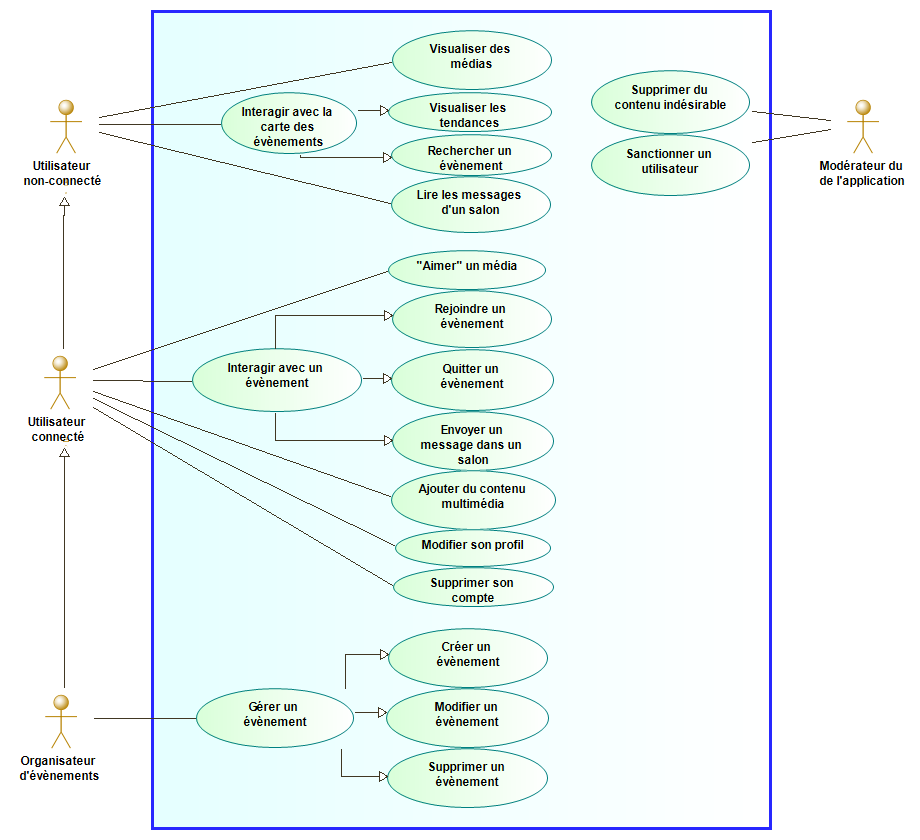 Visualiser des
médias
Interagir avec la
carte des
évènements
Visualiser les
tendances
Rechercher un
évènement
Lire les messages
d'un salon
Supprimer du
contenu indésirable
Sanctionner un
utilisateur
Utilisateur
non-connecté
Modérateur du
de l'application
"Aimer" un média
Rejoindre un
évènement
Interagir avec un
évènement
Quitter un
évènement
Envoyer un
message dans un
salon
Utilisateur
connecté
Ajouter du contenu
multimédia
Modifier son profil
Supprimer son
compte
Créer un
évènement
Gérer un
évènement
Modifier un
évènement
Supprimer un
évènement
Organisateur
d'évènements